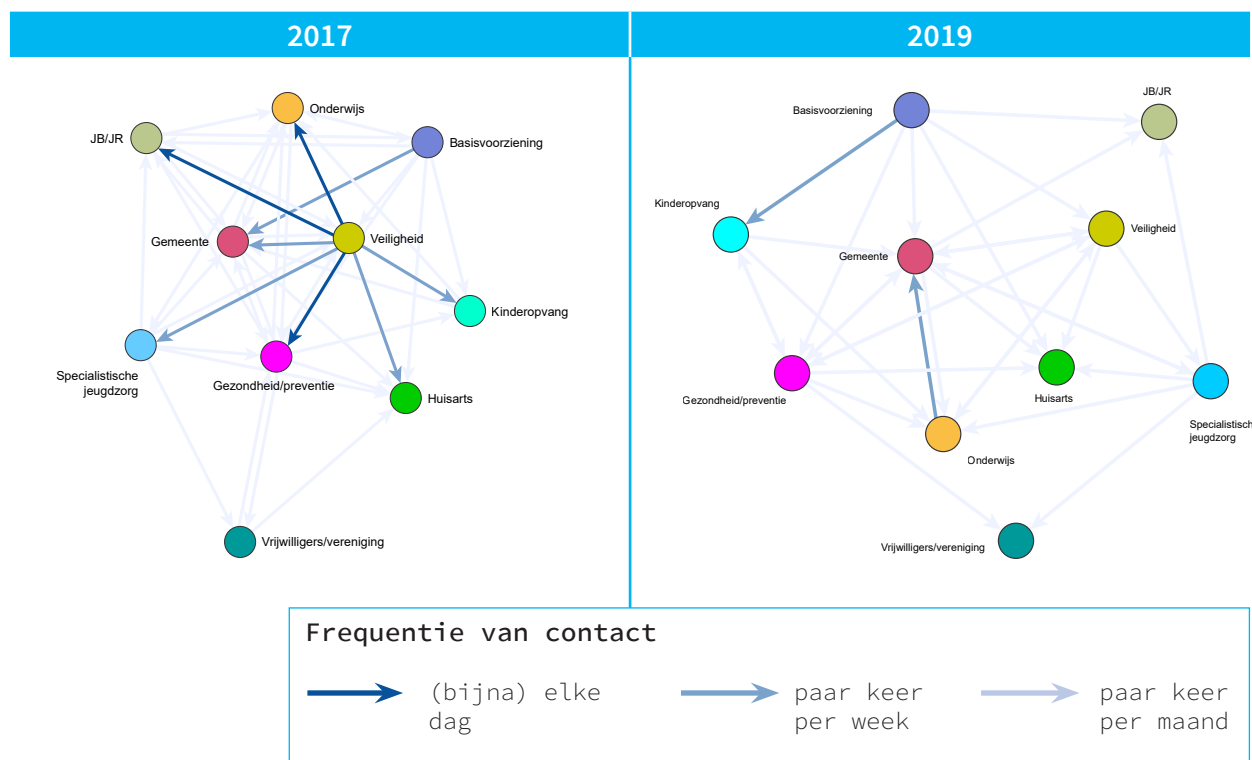 2017
2019
Onderwijs
JB/JR
Basisvoorziening
Gemeente
Veiligheid
Kinderopvang
Specialistische
jeugdzorg
Gezondheid/preventie
Huisarts
Vrijwilligers/vereniging
JB/JR
Basisvoorziening
Kinderopvang
Veiligheid
Gemeente
Gezondheid/preventie
Huisarts
Specialistisch
jeugdzorg
Onderwijs
Vrijwilligers/vereniging
Frequentie van contact
(bijna) elke
dag
paar keer
per week
paar keer
per maand